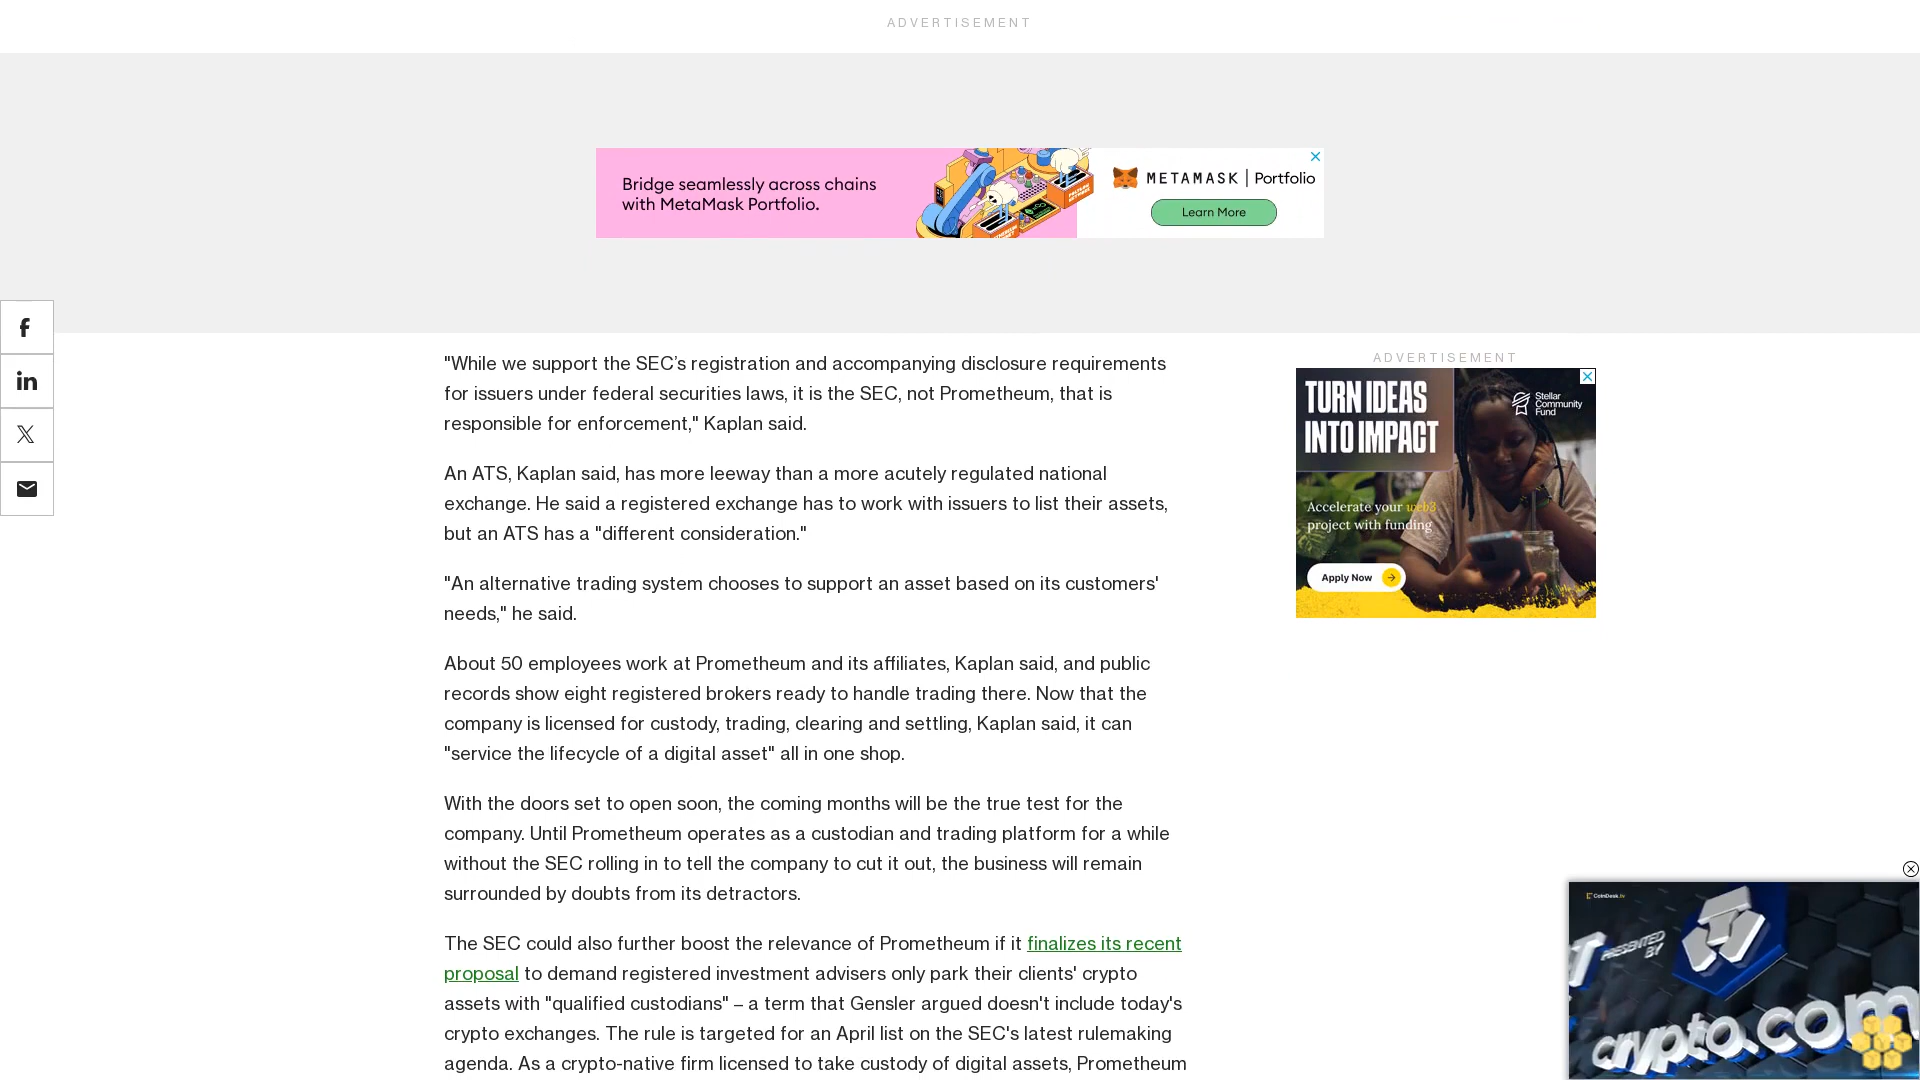 ADVERTISEMENT
Bridge seamlessly across chains
with MetaMask Portfolio.
METAMASK | Portfolio
Learn More
"While we support the SEC’s registration and accompanying disclosure requirements
for issuers under federal securities laws, it is the SEC, not Prometheum, that is
responsible for enforcement," Kaplan said.
An ATS, Kaplan said, has more leeway than a more acutely regulated national
exchange. He said a registered exchange has to work with issuers to list their assets,
but an ATS has a "different consideration."
"An alternative trading system chooses to support an asset based on its customers'
needs," he said.
About 50 employees work at Prometheum and its affiliates, Kaplan said, and public
records show eight registered brokers ready to handle trading there. Now that the
company is licensed for custody, trading, clearing and settling, Kaplan said, it can
"service the lifecycle of a digital asset" all in one shop.
With the doors set to open soon, the coming months will be the true test for the
company. Until Prometheum operates as a custodian and trading platform for a while
without the SEC rolling in to tell the company to cut it out, the business will remain
surrounded by doubts from its detractors.
The SEC could also further boost the relevance of Prometheum if it finalizes its recent
proposal to demand registered investment advisers only park their clients' crypto
assets with "qualified custodians" – a term that Gensler argued doesn't include today's
crypto exchanges. The rule is targeted for an April list on the SEC's latest rulemaking
agenda. As a crypto-native firm licensed to take custody of digital assets, Prometheum
ADVERTISEMENT
TURN IDEAS
INTO IMPACT
Stellar
Community
Fund
Accelerate your web3
project with funding
Apply Now
CoinDesk.tv
PRESENTED
BY
crypto.com